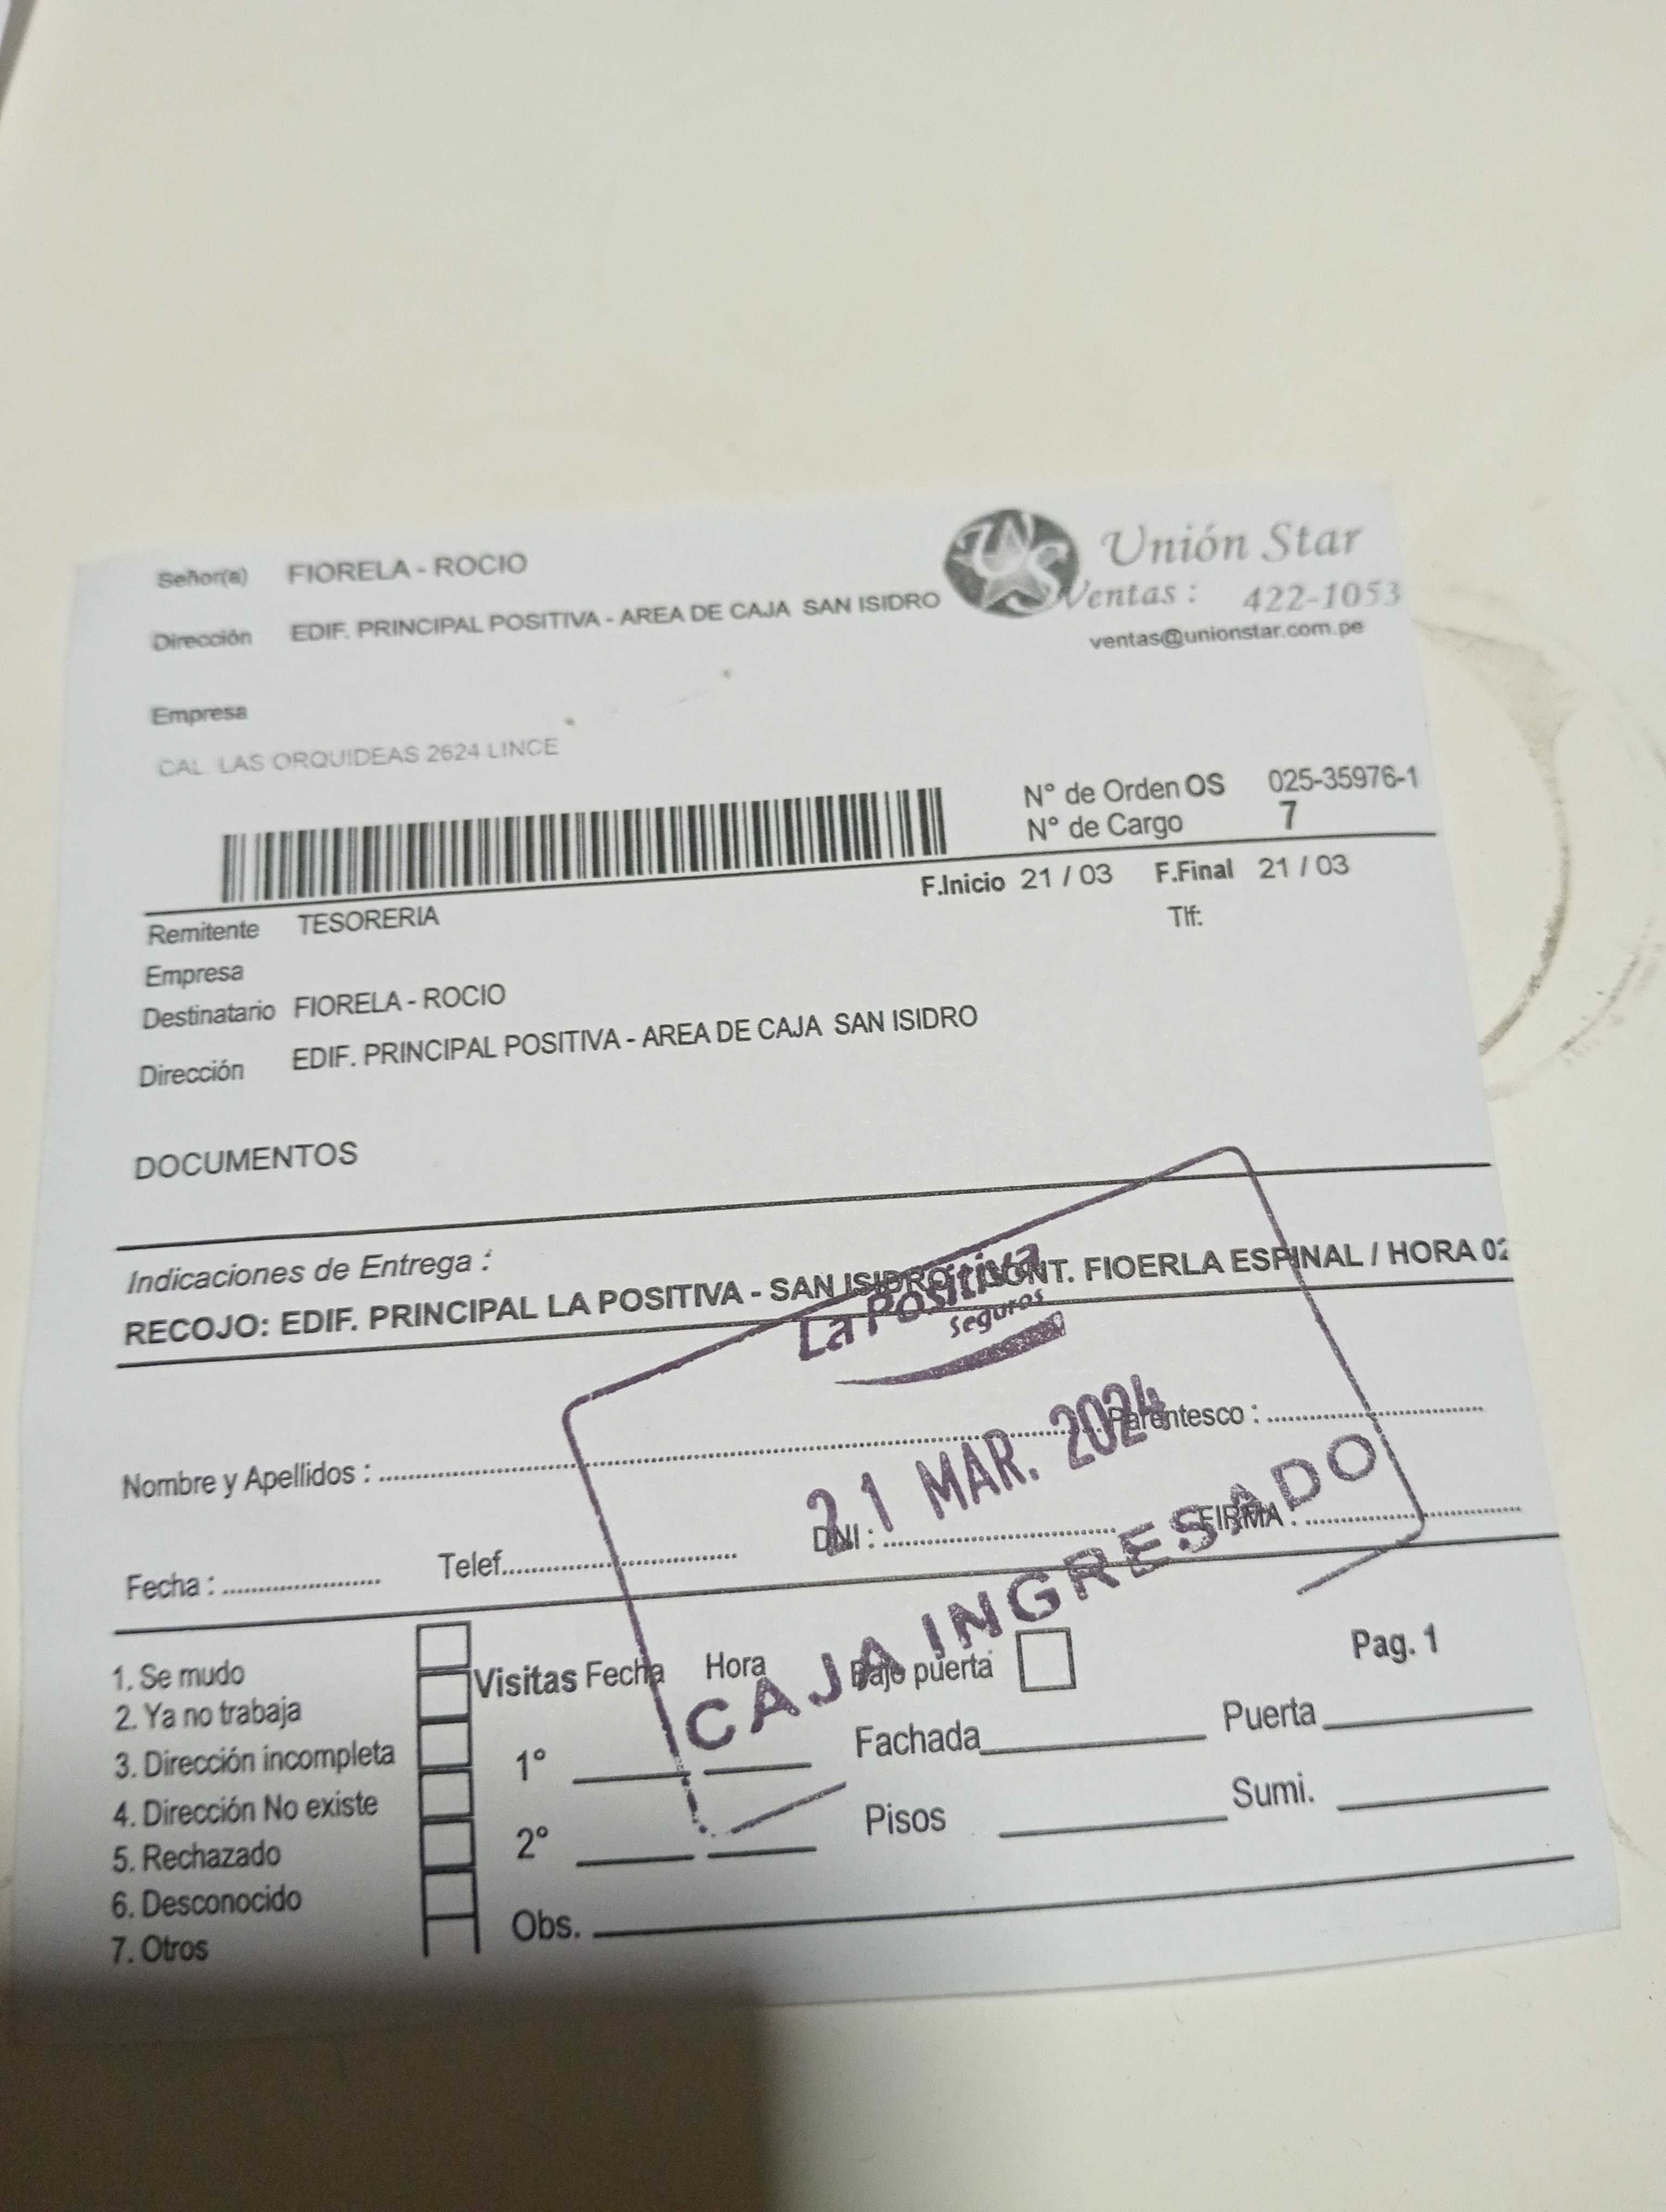 Señor(a) FIORELA - ROCIO
Unión Star
Dirección EDIF. PRINCIPAL POSITIVA - AREA DE CAJA SAN ISIDRO
US
Ventas : 422-1053
ventas@unionstar.com.pe
Empresa
CAL. LAS ORQUIDEAS 2624 LINCE
N° de Orden OS 025-35976-1
N° de Cargo 7
F.Inicio 21 / 03 F.Final 21 / 03
Remitente TESORERIA
Tlf:
Empresa
Destinatario FIORELA - ROCIO
Dirección EDIF. PRINCIPAL POSITIVA - AREA DE CAJA SAN ISIDRO
DOCUMENTOS
Indicaciones de Entrega :
RECOJO: EDIF. PRINCIPAL LA POSITIVA - SAN ISIDRO CONT. FIOERLA ESPINAL / HORA 02
La Positiva
Seguros
Nombre y Apellidos : Parentesco :
21 MAR. 2024
Fecha : Telef. DNI : FIRMA :
CAJA INGRESADO
1. Se mudo
2. Ya no trabaja
3. Dirección incompleta
4. Dirección No existe
5. Rechazado
6. Desconocido
7. Otros
Visitas Fecha Hora Bajo puerta Pag. 1
1° Fachada Puerta
2° Pisos Sumi.
Obs.